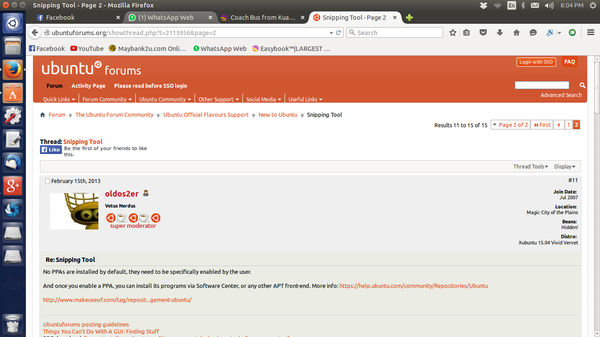 Snipping Tool - Page 2 - Mozilla Firefox
En
8:04 PM
Facebook
(1) WhatsApp Web
Coach Bus from Kua...
Snipping Tool - Page 2
ubuntuforums.org/showthread.php?t=2115956&page=2
Search
Facebook
YouTube
Maybank2u.com Onli...
WhatsApp Web
Easybook™|LARGEST ...
ubuntu forums
Login with SSO
FAQ
Forum
Activity Page
Please read before SSO login
Quick Links
Forum Community
Ubuntu Community
Other Support
Social Media
Useful Links
Advanced Search
Forum
The Ubuntu Forum Community
Ubuntu Official Flavours Support
New to Ubuntu
Snipping Tool
Results 11 to 15 of 15
Page 2 of 2
First
1
2
Thread: Snipping Tool
Like
Be the first of your friends to like
this.
Thread Tools
Display
February 15th, 2013
#11
oldos2er
Vetus Nerdus
super moderator
Join Date:
Jul 2007
Location:
Magic City of the Plains
Beans:
Hidden!
Distro:
Xubuntu 15.04 Vivid Vervet
Re: Snipping Tool
No PPAs are installed by default, they need to be specifically enabled by the user.
And once you enable a PPA, you can install its programs via Software Center, or any other APT front-end. More info: https://help.ubuntu.com/community/Repositories/Ubuntu
http://www.makeuseof.com/tag/reposit...gement-ubuntu/
Ubuntuforums posting guidelines
Things You Can't Do With A GUI: Finding Stuff